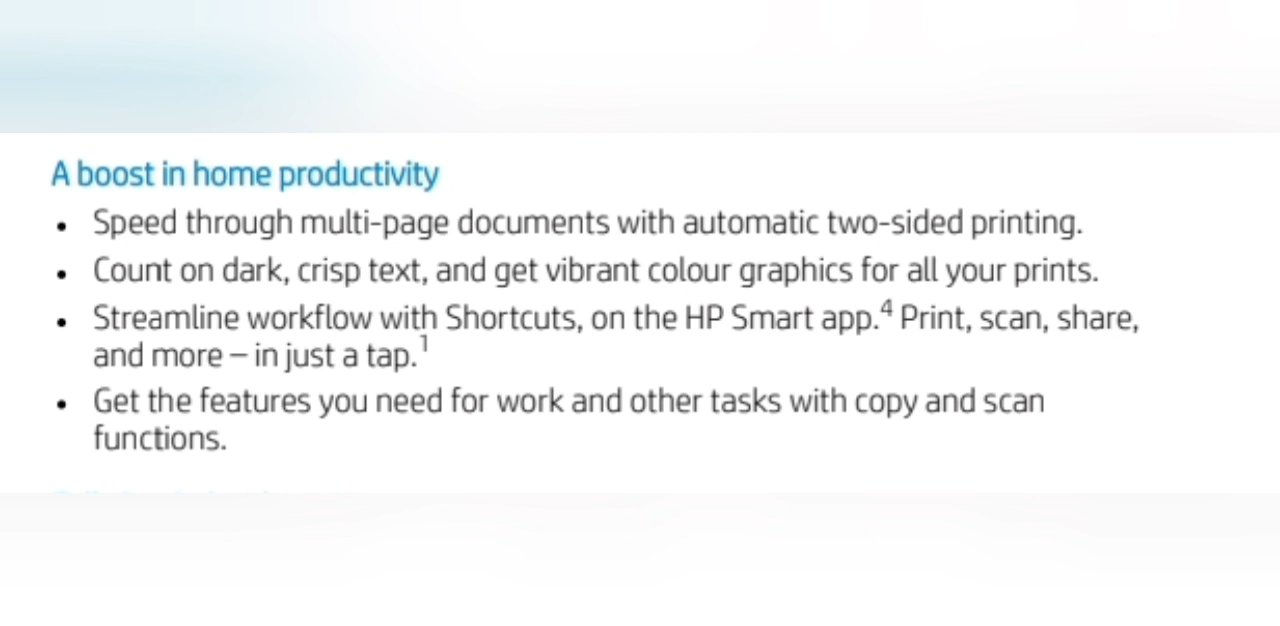 A boost in home productivity
• Speed through multi-page documents with automatic two-sided printing.
• Count on dark, crisp text, and get vibrant colour graphics for all your prints.
• Streamline workflow with Shortcuts, on the HP Smart app.⁴ Print, scan, share,
and more – in just a tap.¹
• Get the features you need for work and other tasks with copy and scan
functions.